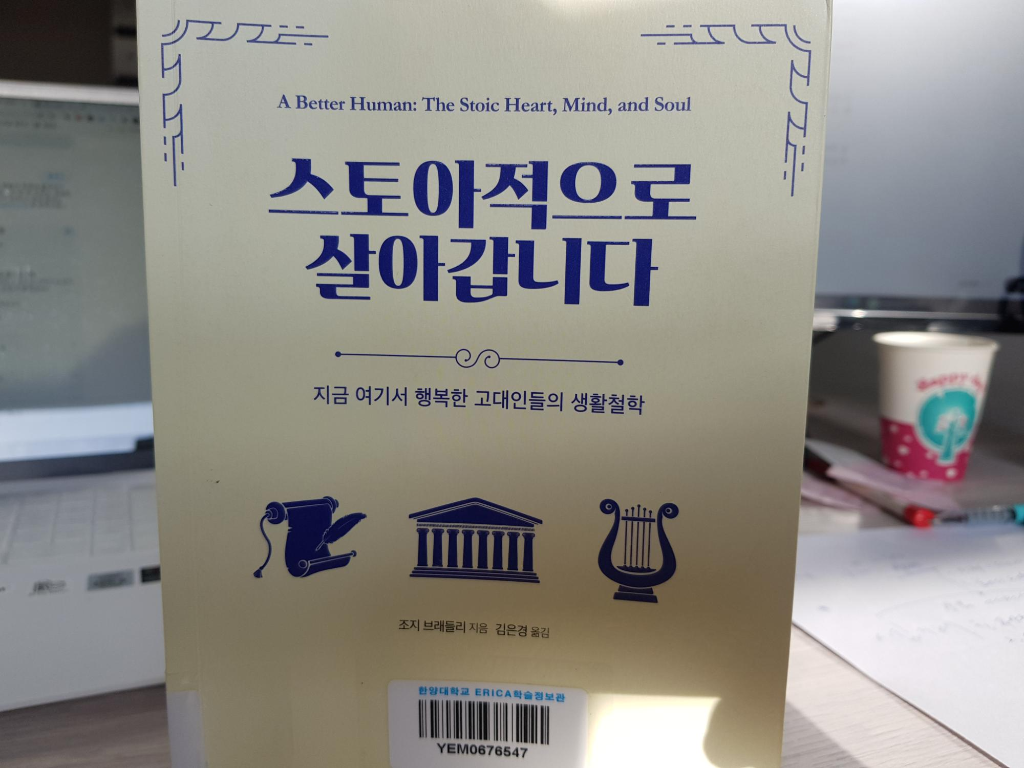 A Better Human: The Stoic Heart, Mind, and Soul
스토아적으로
살아갑니다
지금 여기서 행복한 고대인들의 생활철학
조지 브래들리 지음 김은경 옮김
한양대학교 ERICA학술정보관
YEM0676547
Happy